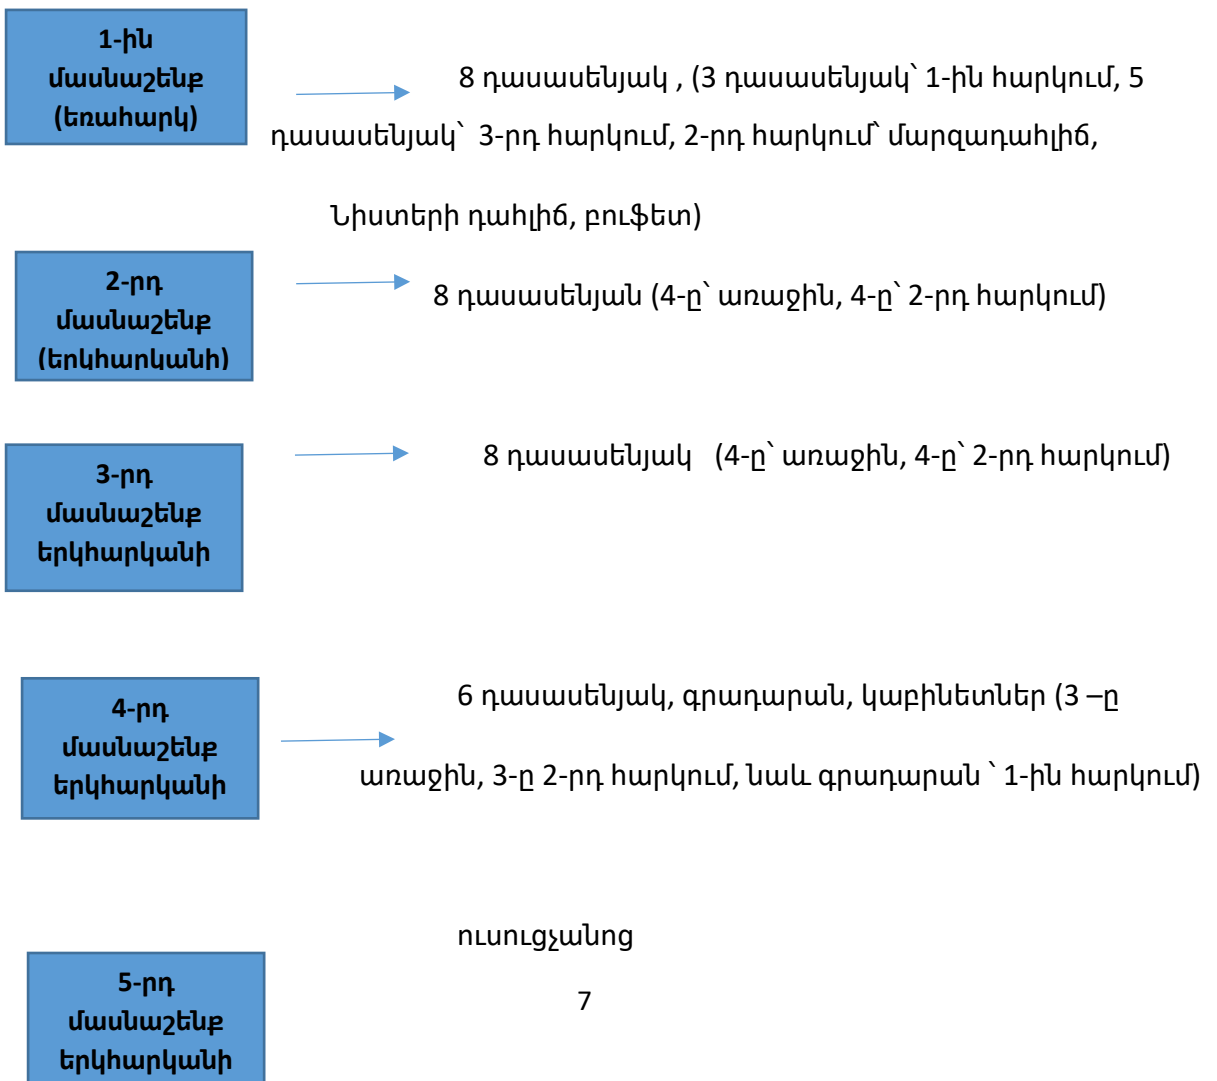 1-ին
մասնաշենք
(եռահարկ)
8 դասասենյակ , (3 դասասենյակ՝ 1-ին հարկում, 5
դասասենյակ՝ 3-րդ հարկում, 2-րդ հարկում՝ մարզադահլիճ,
Նիստերի դահլիճ, բուֆետ)
2-րդ
մասնաշենք
(երկհարկանի)
8 դասասենյան (4-ը՝ առաջին, 4-ը՝ 2-րդ հարկում)
3-րդ
մասնաշենք
երկհարկանի
8 դասասենյակ (4-ը՝ առաջին, 4-ը՝ 2-րդ հարկում)
4-րդ
մասնաշենք
երկհարկանի
6 դասասենյակ, գրադարան, կաբինետներ (3 –ը
առաջին, 3-ը 2-րդ հարկում, նաև գրադարան ՝ 1-ին հարկում)
ուսուցչանոց
5-րդ
մասնաշենք
երկհարկանի
7